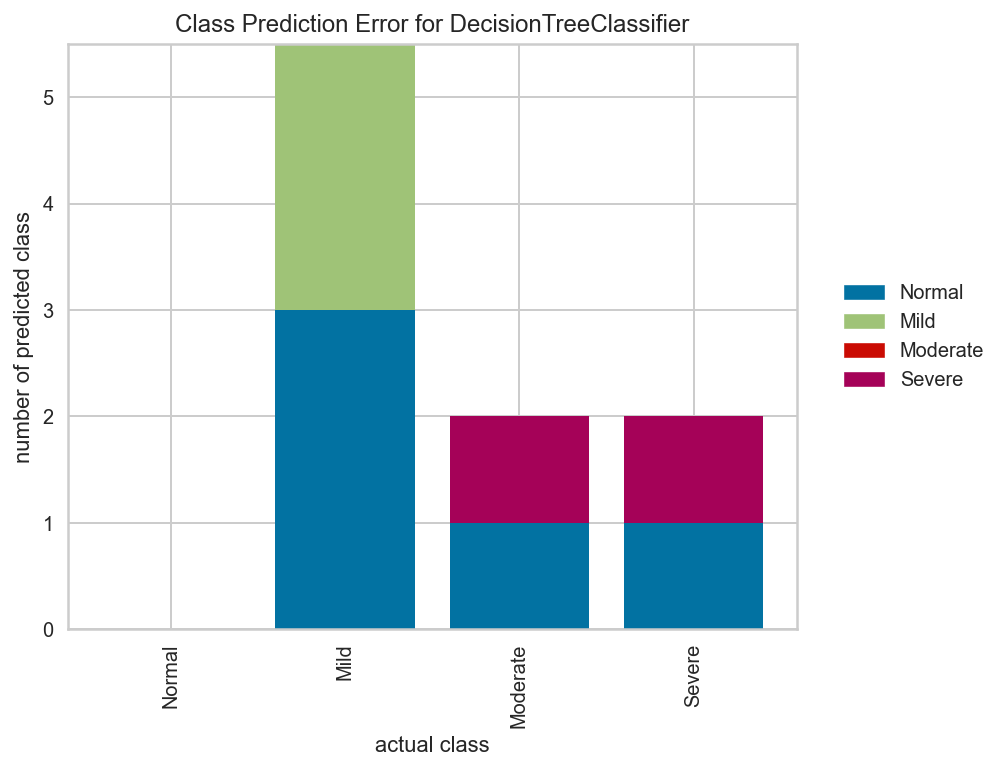 Class Prediction Error for DecisionTreeClassifier
number of predicted class
5
4
3
2
1
0
Normal
Mild
Moderate
Severe
actual class
Normal
Mild
Moderate
Severe